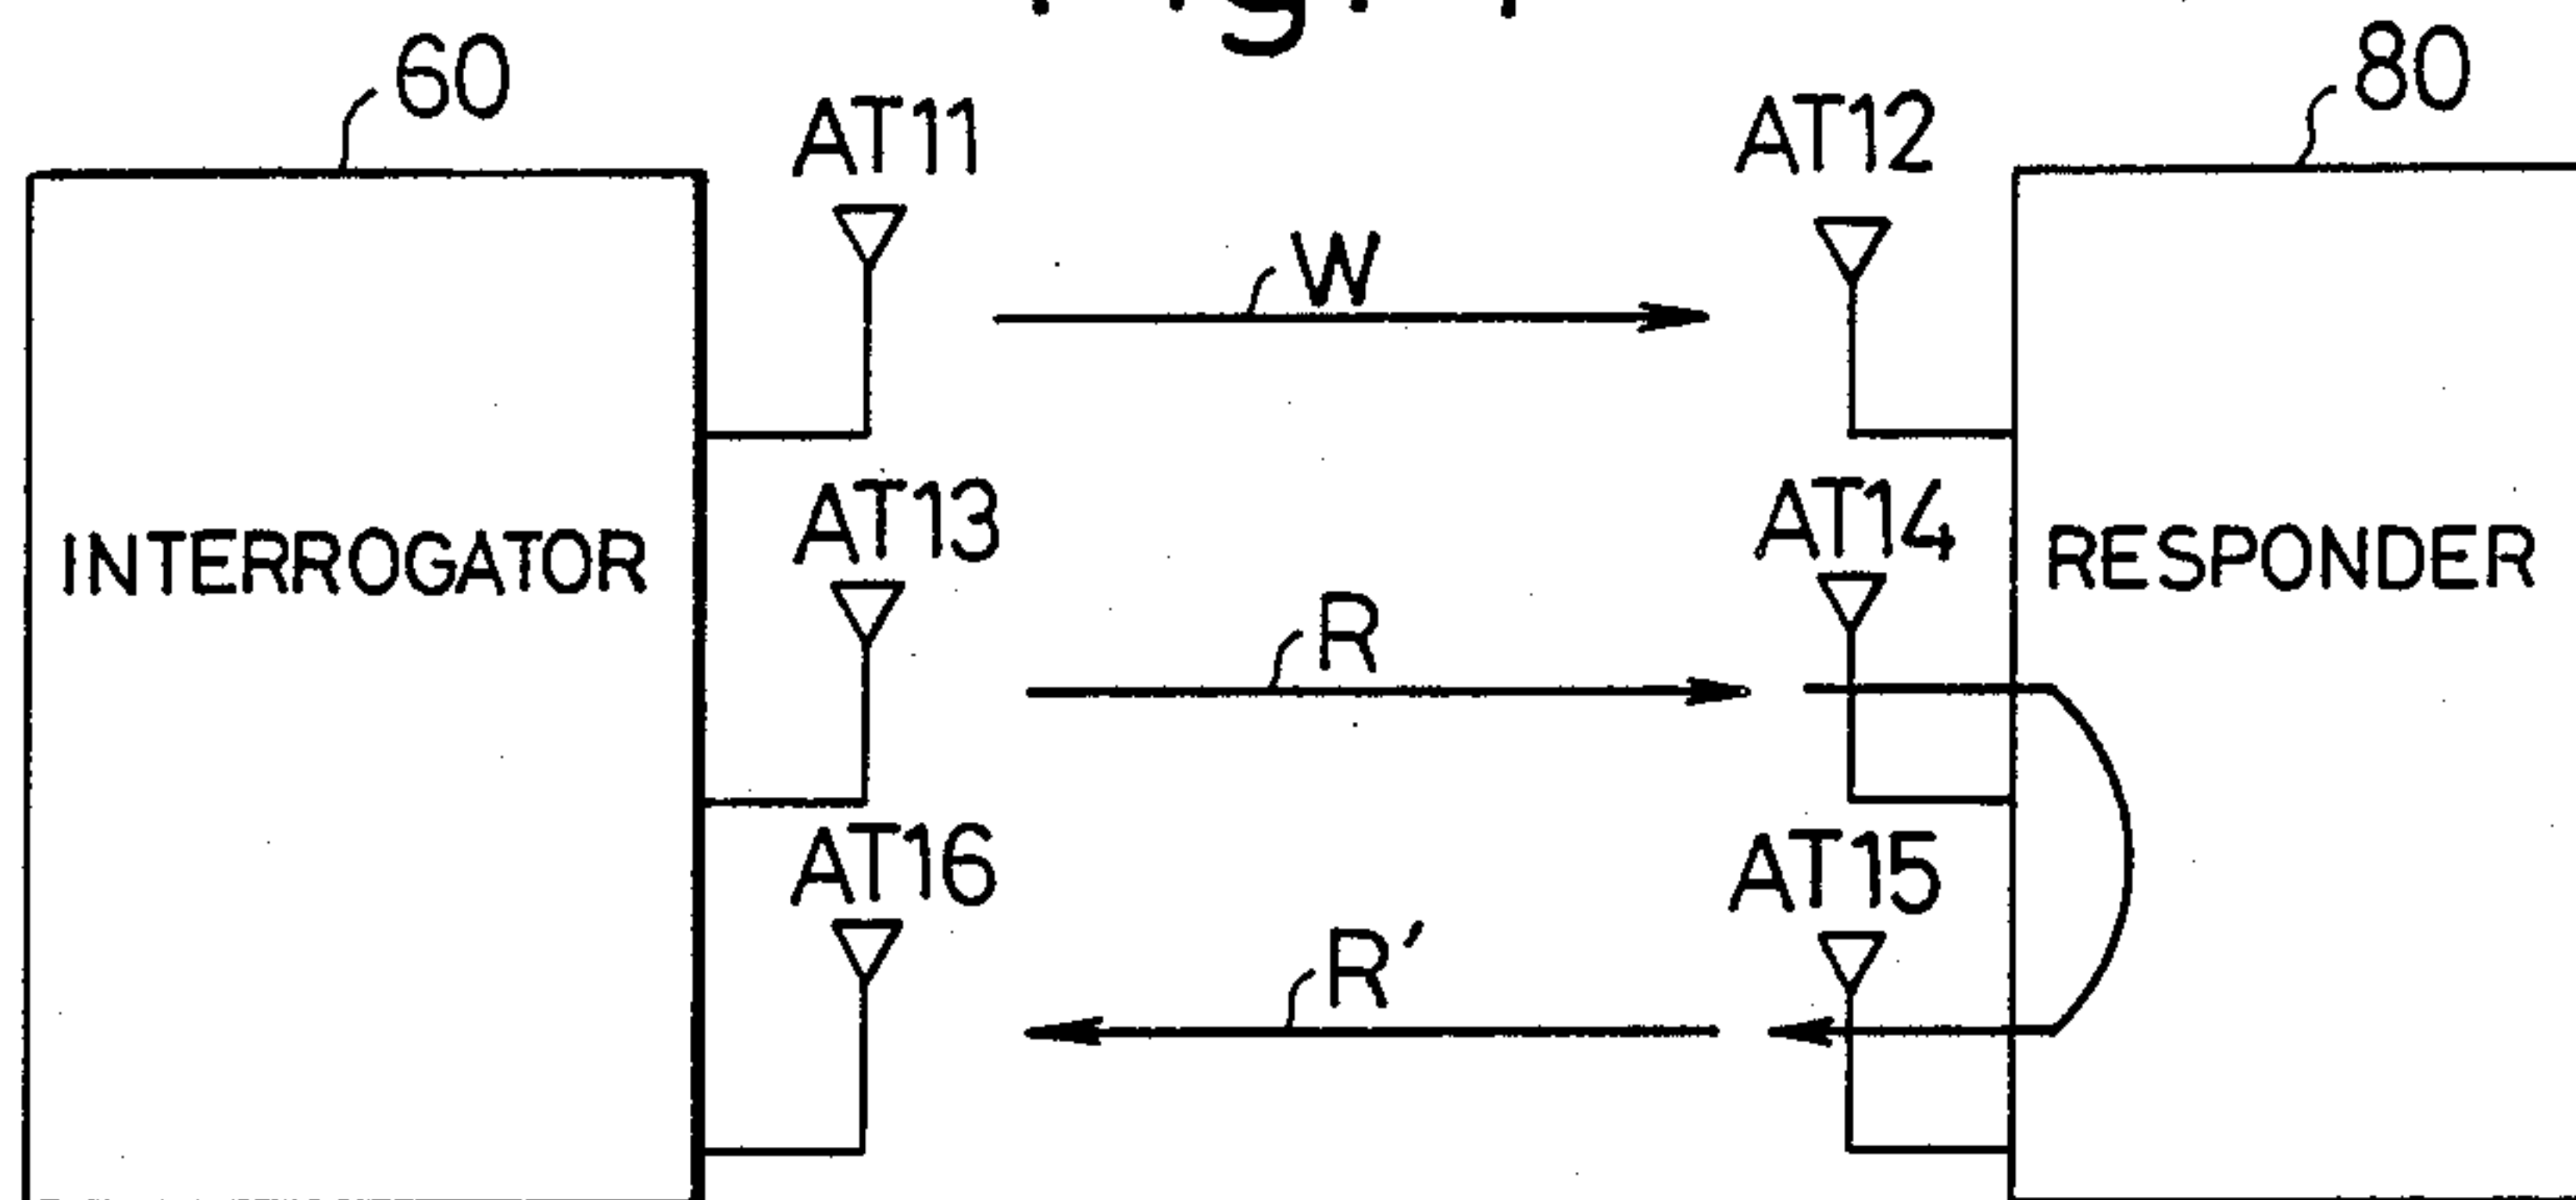 60
80
AT11
AT12
W
AT13
AT14
INTERROGATOR
RESPONDER
R
AT16
AT15
R′